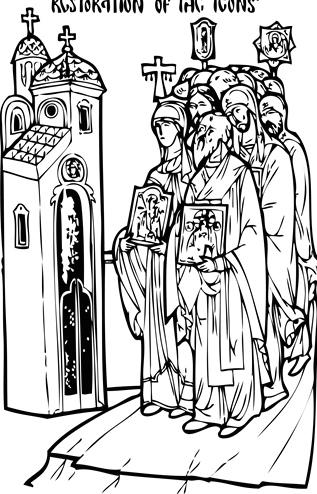 RESTORATION OF THE ICONS